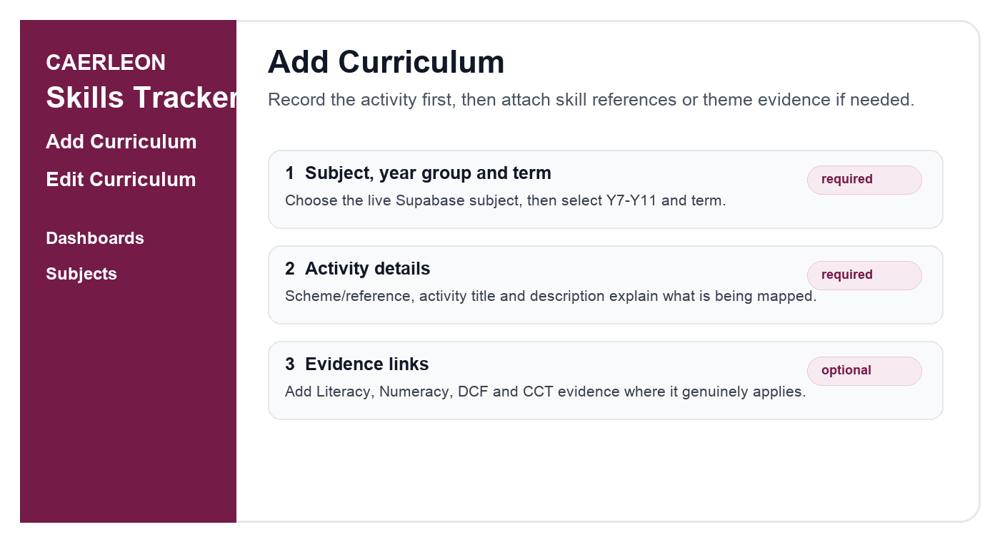 CAERLEON
Skills Tracker
Add Curriculum
Edit Curriculum
Dashboards
Subjects
Add Curriculum
Record the activity first, then attach skill references or theme evidence if needed.
1 Subject, year group and term
required
Choose the live Supabase subject, then select Y7-Y11 and term.
2 Activity details
required
Scheme/reference, activity title and description explain what is being mapped.
3 Evidence links
optional
Add Literacy, Numeracy, DCF and CCT evidence where it genuinely applies.